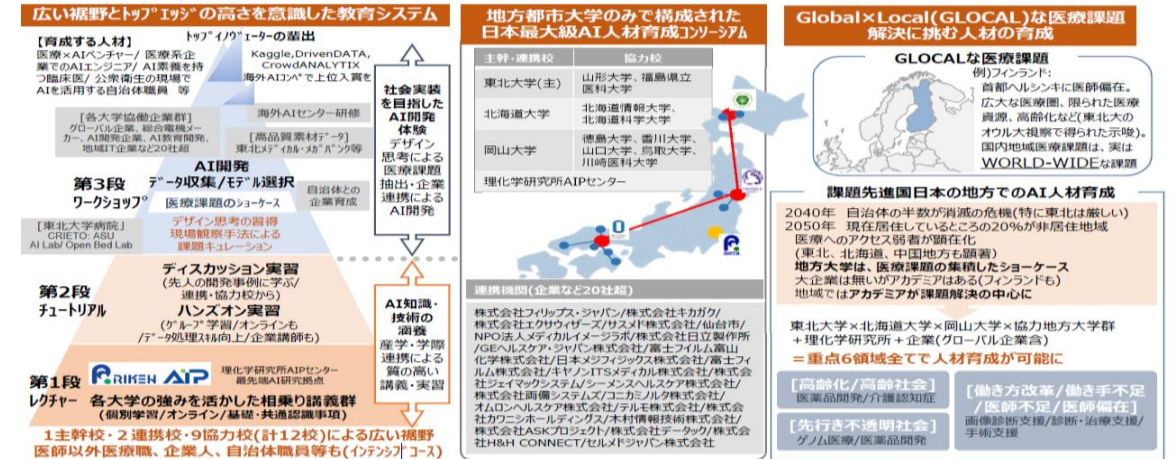 広い裾野とトップエッジの高さを意識した教育システム
トップイノヴェーターの輩出
【育成する人材】
医療×AIベンチャー/ 医療系企
業でのAIエンジニア/ AI素養を持
つ臨床医/ 公衆衛生の現場で
AIを活用する自治体職員 等
Kaggle,DrivenDATA,
CrowdANALYTIX
海外AIコンペで上位入賞を
海外AIセンター研修
[各大学協働企業群]
グローバル企業、総合電機メー
カー、AI開発企業、AI教育開発、
地域IT企業など20社超
[高品質素材データ]
東北メディカル・メガバンク等
AI開発
データ収集/モデル選択
第3段
ワークショップ
医療課題のショーケース
自治体との
企業育成
[東北大学病院」
CRIETO: ASU
AI Lab/ Open Bed Lab
デザイン思考の習得
現場観察手法による
課題キュレーション
社会実装
を目指した
AI開発
体験
デザイン
思考による
医療課題
抽出・企業
連携による
AI開発
ディスカッション実習
(先人の開発事例に学ぶ/
連携・協力校から)
第2段
チュートリアル
ハンズオン実習
(グループ学習/オンラインも
/データ処理スキル向上/企業講師も)
AI知識・
技術の
涵養
産学・学際
連携による
質の高い
講義・実習
第1段
レクチャー
RIKEN AIP
理化学研究所AIPセンター
最先端AI研究拠点
各大学の強みを活かした相乗り講義群
(個別学習/オンライン/基礎・共通認識事項)
1主幹校・2連携校・9協力校(計12校)による広い裾野
医師以外医療職、企業人、自治体職員等も(インテンシブコース)
地方都市大学のみで構成された
日本最大級AI人材育成コンソーシアム
主幹・連携校 協力校
東北大学(主) 山形大学、福島県立
医科大学
北海道大学 北海道情報大学、
北海道科学大学
岡山大学 徳島大学、香川大学、
山口大学、鳥取大学、
川崎医科大学
理化学研究所AIPセンター
RIKEN
連携機関(企業など20社超)
株式会社フィリップス・ジャパン/株式会社キカガク/
株式会社エクサウィザーズ/サスメド株式会社/仙台市/
NPO法人メディカルイメージラボ/株式会社日立製作所
/GEヘルスケア・ジャパン株式会社/富士フイルム富山
化学株式会社/日本メジフィジックス株式会社/富士フィ
ルム株式会社/キヤノンITSメディカル株式会社/株式会
社ジェイマックシステム/シーメンスヘルスケア株式会社/
株式会社両備システムズ/コニカミノルタ株式会社/
オムロンヘルスケア株式会社/テルモ株式会社/株式会
社カワニシホールディングス/木村情報技術株式会社/
株式会社ASKプロジェクト/株式会社データック/株式会
社H&H CONNECT/セルメドジャパン株式会社
Global×Local(GLOCAL)な医療課題
解決に挑む人材の育成
GLOCALな医療課題
例)フィンランド:
首都ヘルシンキに医師偏在。
広大な医療圏、限られた医療
資源、高齢化など(東北大の
オウル大視察で得られた示唆)。
国内地域医療課題は、実は
WORLD-WIDEな課題
課題先進国日本の地方でのAI人材育成
2040年 自治体の半数が消滅の危機(特に東北は厳しい)
2050年 現在居住しているところの20%が非居住地域
医療へのアクセス弱者が顕在化
(東北、北海道、中国地方も顕著)
地方大学は、医療課題の集積したショーケース
大企業は無いがアカデミアはある(フィンランドも)
地域ではアカデミアが課題解決の中心に
東北大学×北海道大学×岡山大学×協力地方大学群
+理化学研究所+企業(グローバル企業含)
=重点6領域全てで人材育成が可能に
[高齢化/高齢社会]
医薬品開発/介護認知症
[先行き不透明社会]
ゲノム医療/医薬品開発
[働き方改革/働き手不足
/医師不足/医師偏在]
画像診断支援/診断・治療支援/
手術支援